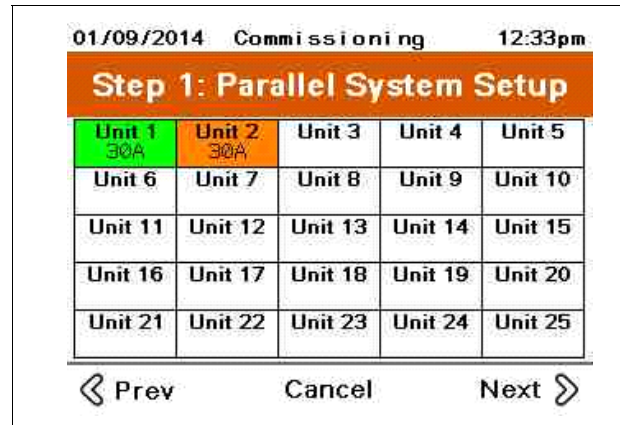 01/09/2014 Commissioning 12:33pm
Step 1: Parallel System Setup
Unit 1 Unit 2 Unit 3 Unit 4 Unit 5
30A 30A
Unit 6 Unit 7 Unit 8 Unit 9 Unit 10
Unit 11 Unit 12 Unit 13 Unit 14 Unit 15
Unit 16 Unit 17 Unit 18 Unit 19 Unit 20
Unit 21 Unit 22 Unit 23 Unit 24 Unit 25
Prev Cancel Next